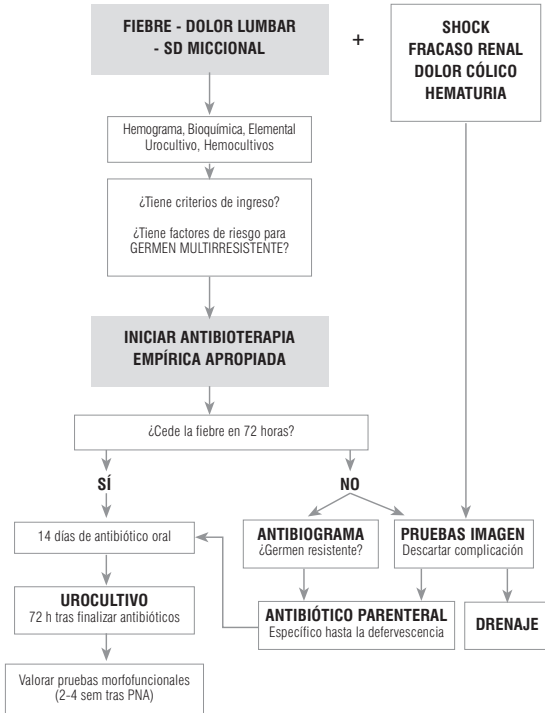 FIEBRE - DOLOR LUMBAR
- SD MICCIONAL
+
SHOCK
FRACASO RENAL
DOLOR CÓLICO
HEMATURIA
Hemograma, Bioquímica, Elemental
Urocultivo, Hemocultivos
¿Tiene criterios de ingreso?
¿Tiene factores de riesgo para
GERMEN MULTIRRESISTENTE?
INICIAR ANTIBIOTERAPIA
EMPÍRICA APROPIADA
¿Cede la fiebre en 72 horas?
SÍ
NO
14 días de antibiótico oral
ANTIBIOGRAMA
¿Germen resistente?
PRUEBAS IMAGEN
Descartar complicación
UROCULTIVO
72 h tras finalizar antibióticos
ANTIBIÓTICO PARENTERAL
Específico hasta la defervescencia
DRENAJE
Valorar pruebas morfofuncionales
(2-4 sem tras PNA)